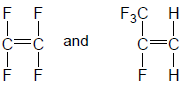 F F F₃C H
C=C and C=C
F F F H